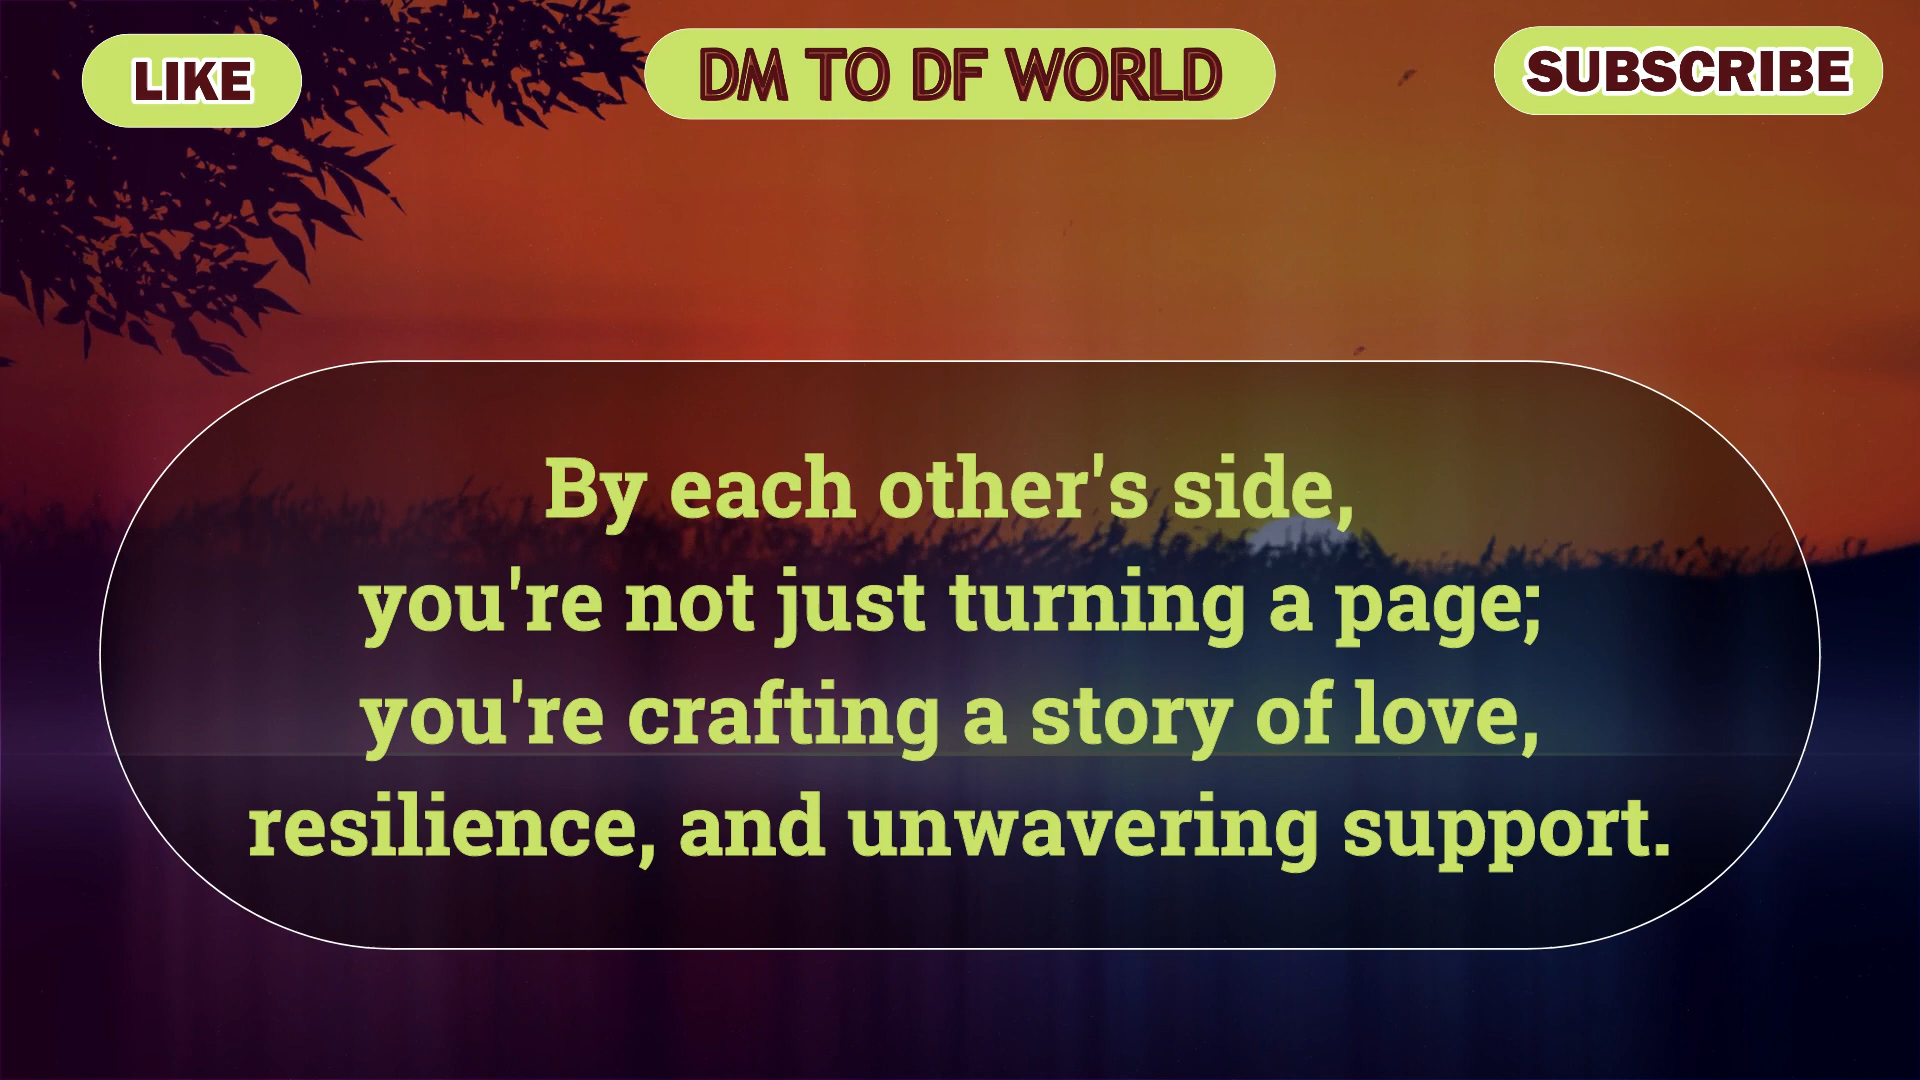 LIKE
DM TO DF WORLD
SUBSCRIBE
By each other's side,
you're not just turning a page;
you're crafting a story of love,
resilience, and unwavering support.